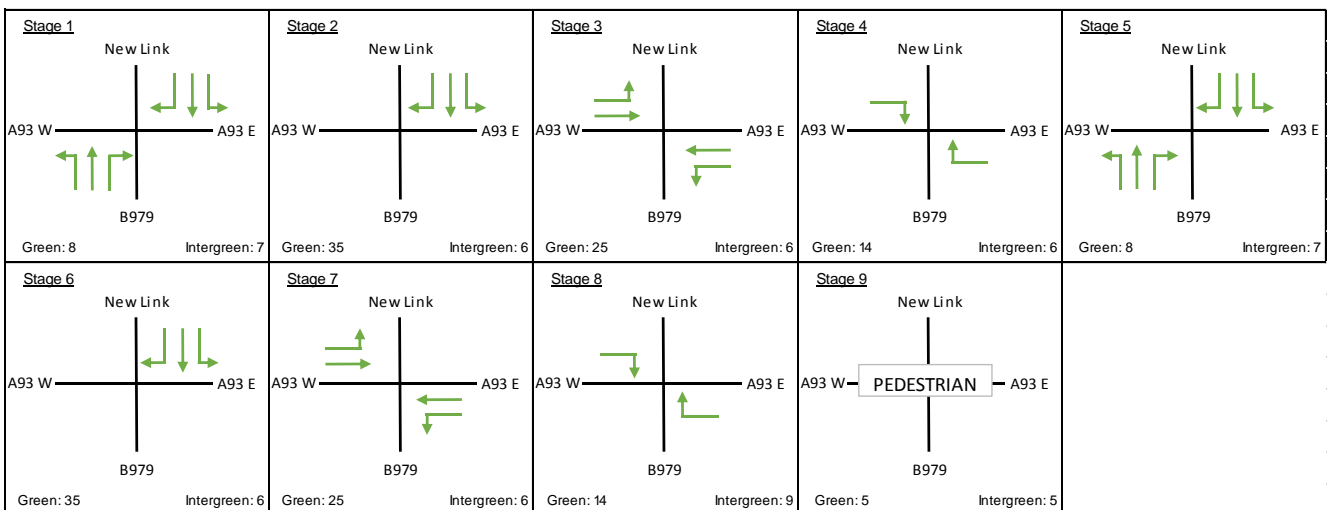 Stage 1
New Link
A93 W
A93 E
B979
Green: 8
Intergreen: 7
Stage 2
New Link
A93 W
A93 E
B979
Green: 35
Intergreen: 6
Stage 3
New Link
A93 W
A93 E
B979
Green: 25
Intergreen: 6
Stage 4
New Link
A93 W
A93 E
B979
Green: 14
Intergreen: 6
Stage 5
New Link
A93 W
A93 E
B979
Green: 8
Intergreen: 7
Stage 6
New Link
A93 W
A93 E
B979
Green: 35
Intergreen: 6
Stage 7
New Link
A93 W
A93 E
B979
Green: 25
Intergreen: 6
Stage 8
New Link
A93 W
A93 E
B979
Green: 14
Intergreen: 9
Stage 9
New Link
A93 W
PEDESTRIAN
A93 E
B979
Green: 5
Intergreen: 5